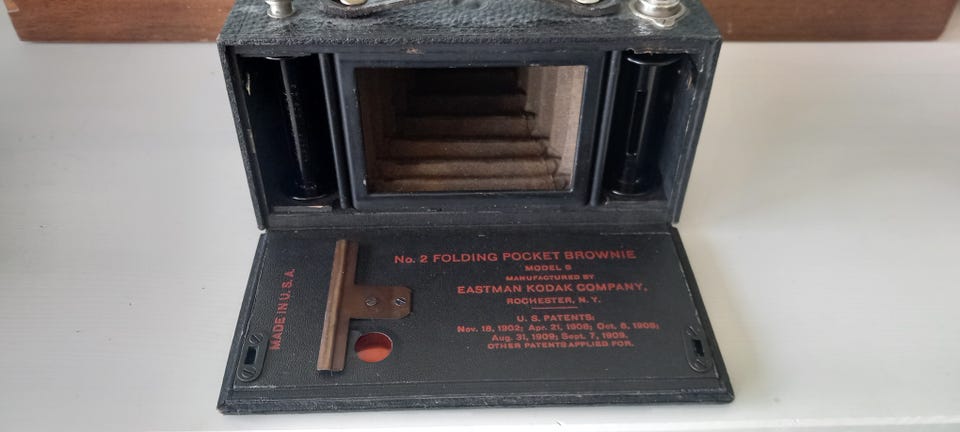 No. 2 FOLDING POCKET BROWNIE
MODEL B
MANUFACTURED BY
EASTMAN KODAK COMPANY,
ROCHESTER, N. Y.
U. S. PATENTS:
Nov. 18, 1902; Apr. 21, 1908; Oct. 6, 1908;
Aug. 31, 1909; Sept. 7, 1909.
OTHER PATENTS APPLIED FOR.
MADE IN U. S. A.